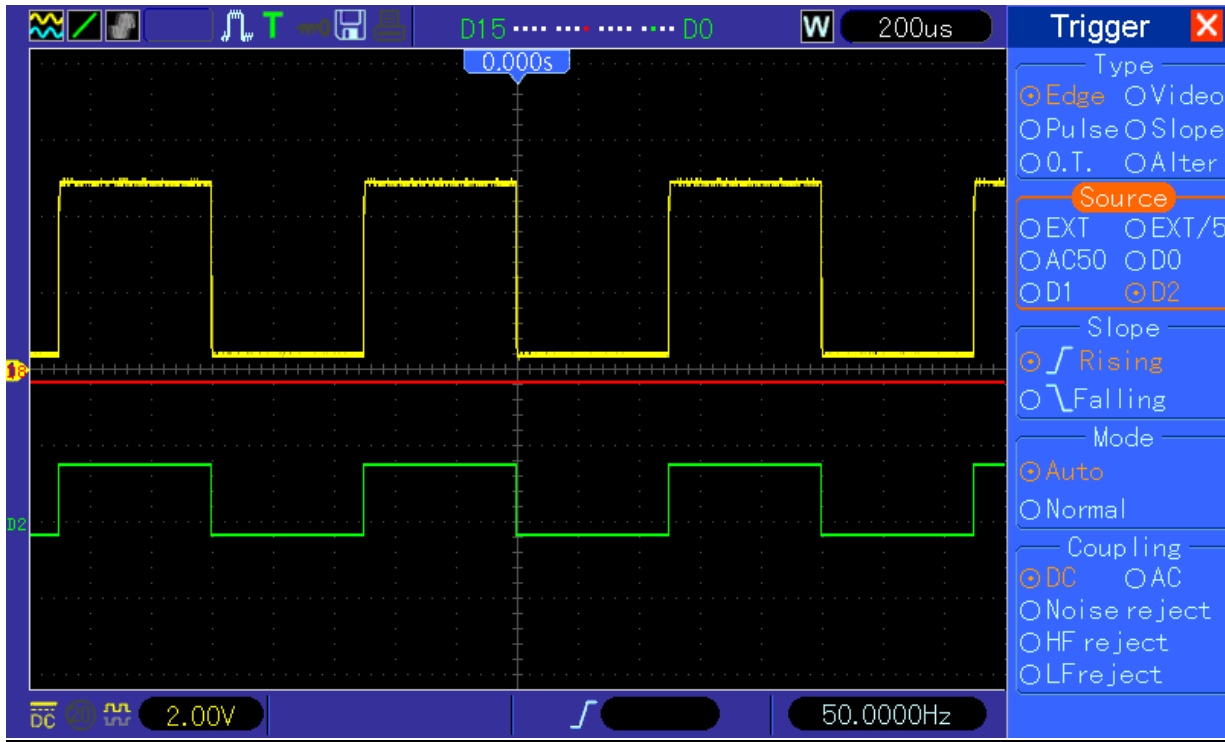 T D15 D0 W 200us
0.000s
D2
DC 20 2.00V 50.0000Hz
Trigger X
Type
Edge Video
Pulse Slope
O.T. Alter
Source
EXT EXT/5
AC50 D0
D1 D2
Slope
Rising
Falling
Mode
Auto
Normal
Coupling
DC AC
Noise reject
HF reject
LFreject